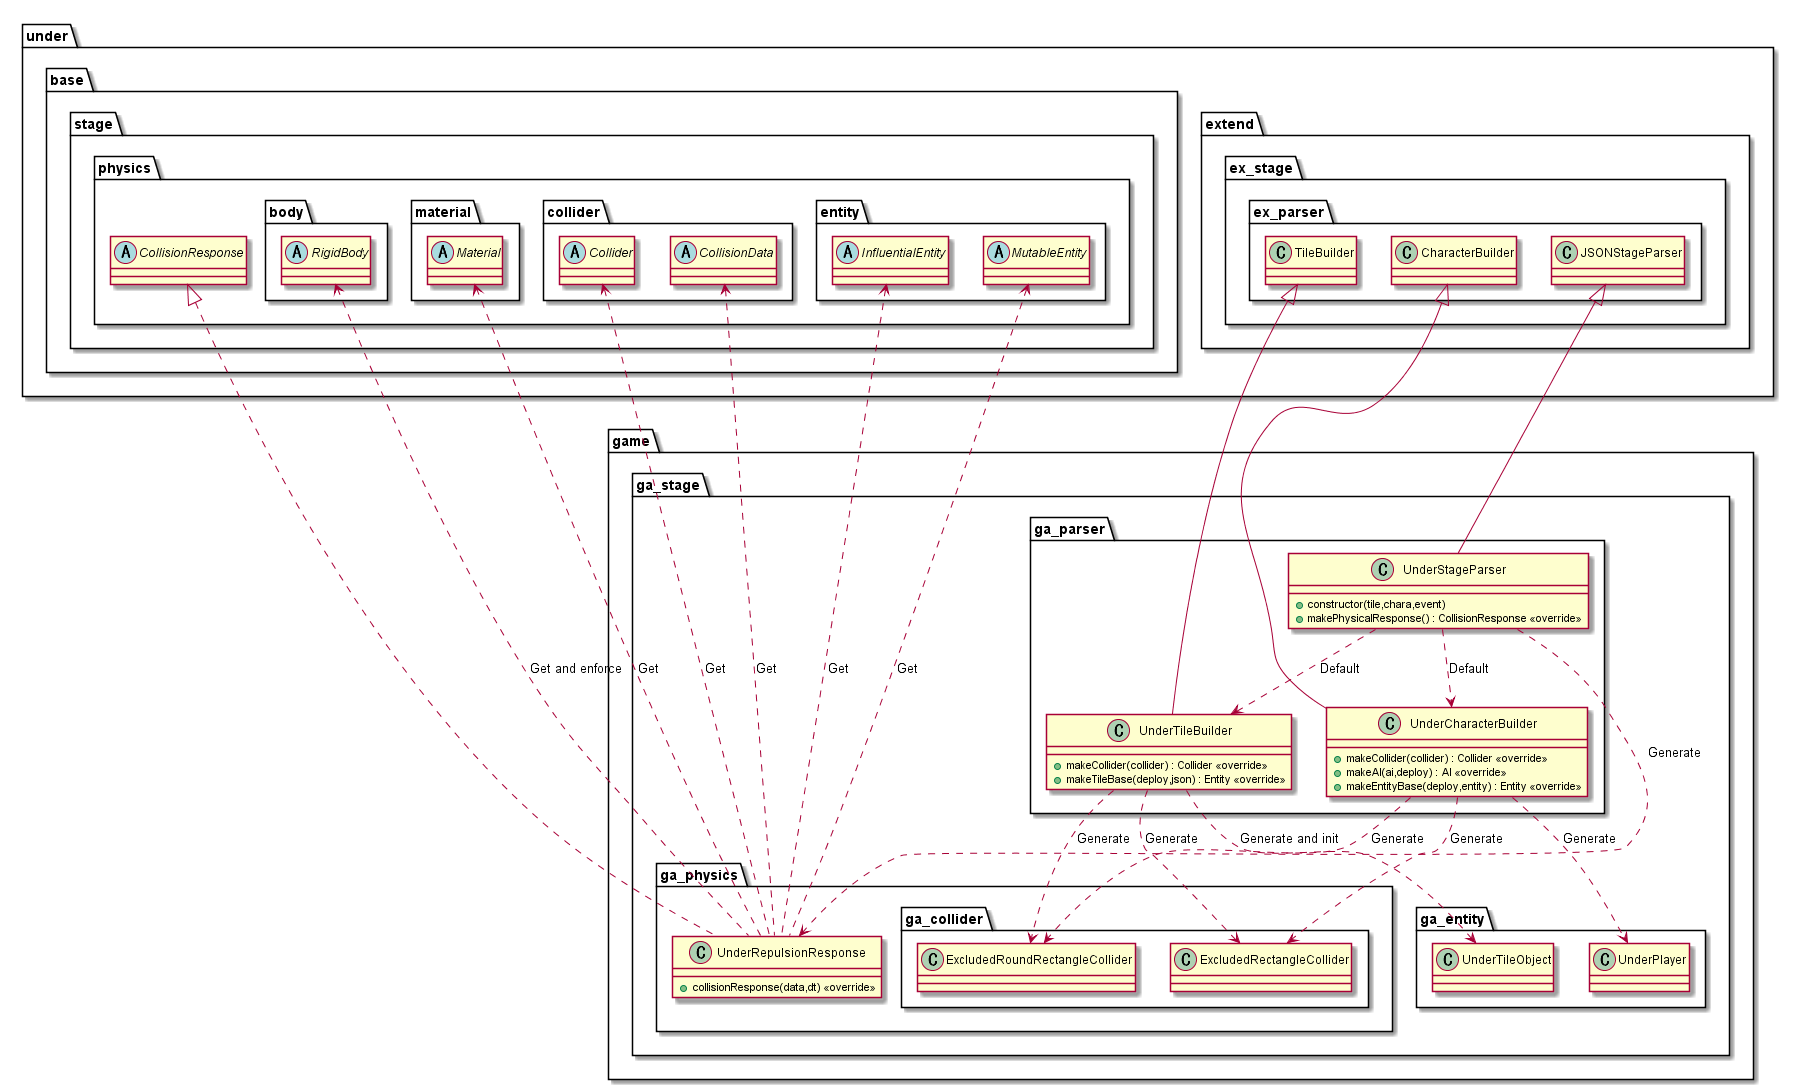 under
base
stage
extend
physics
ex_stage
body
material
collider
entity
ex_parser
A CollisionResponse
A RigidBody
A Material
A Collider
A CollisionData
A InfluentialEntity
A MutableEntity
C TileBuilder
C CharacterBuilder
C JSONStageParser
game
ga_stage
ga_parser
C UnderStageParser
constructor(tile,chara,event)
makePhysicalResponse() : CollisionResponse «override»
Get and enforce
Get
Get
Get
Get
Get
Default
Default
C UnderTileBuilder
makeCollider(collider) : Collider «override»
makeTileBase(deploy,json) : Entity «override»
C UnderCharacterBuilder
makeCollider(collider) : Collider «override»
makeAI(ai,deploy) : AI «override»
makeEntityBase(deploy,entity) : Entity «override»
Generate
Generate
Generate
Generate and init
Generate
Generate
Generate
ga_physics
ga_collider
ga_entity
C UnderRepulsionResponse
collisionResponse(data,dt) «override»
C ExcludedRoundRectangleCollider
C ExcludedRectangleCollider
C UnderTileObject
C UnderPlayer